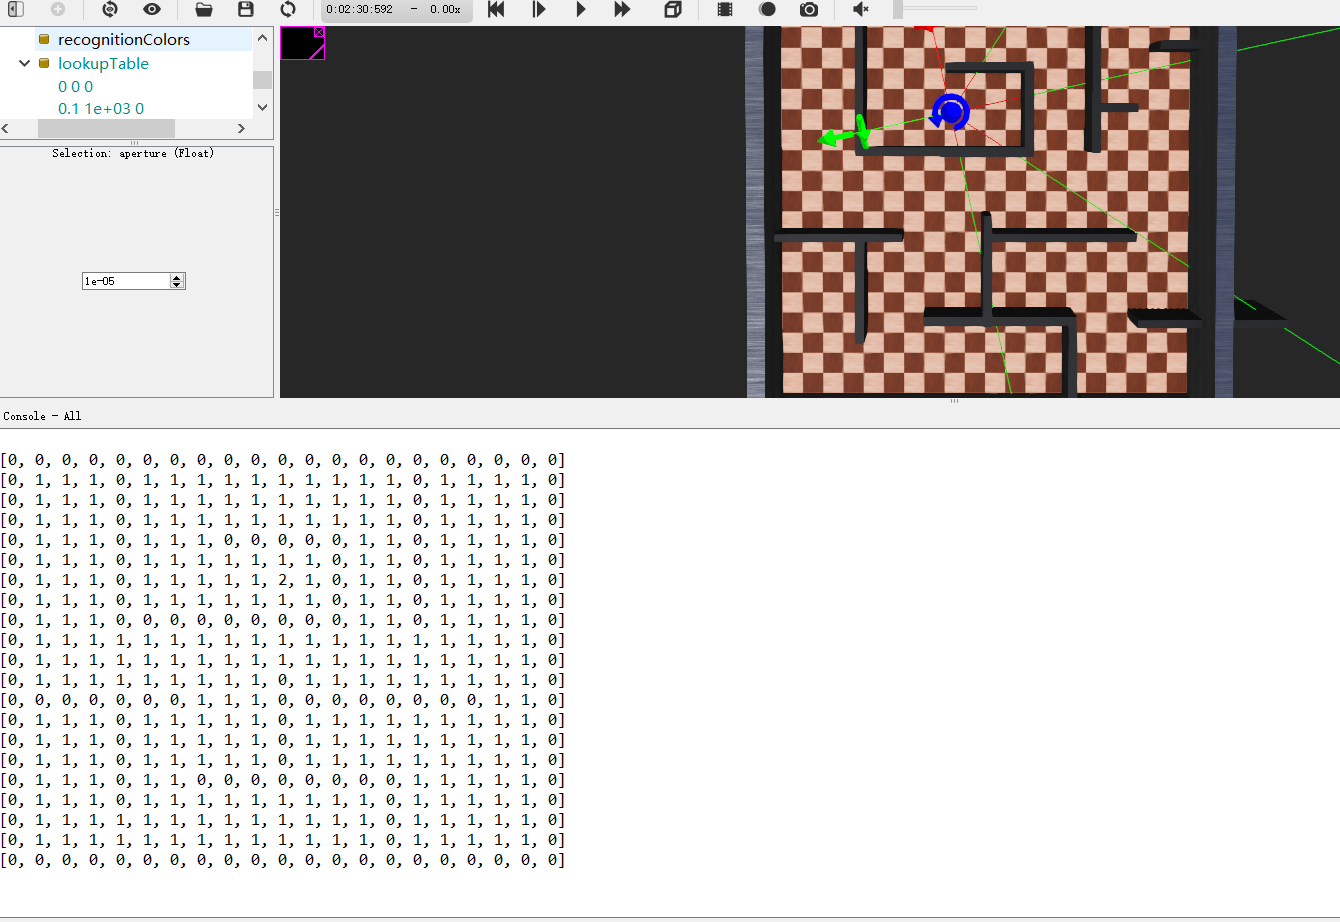 0:02:30:592 - 0.00x
recognitionColors
lookupTable
0 0 0
0.1 1e+03 0
Selection: aperture (Float)
1e-05
Console - All
[0, 0, 0, 0, 0, 0, 0, 0, 0, 0, 0, 0, 0, 0, 0, 0, 0, 0, 0, 0, 0]
[0, 1, 1, 1, 0, 1, 1, 1, 1, 1, 1, 1, 1, 1, 1, 0, 1, 1, 1, 1, 0]
[0, 1, 1, 1, 0, 1, 1, 1, 1, 1, 1, 1, 1, 1, 1, 0, 1, 1, 1, 1, 0]
[0, 1, 1, 1, 0, 1, 1, 1, 1, 1, 1, 1, 1, 1, 1, 0, 1, 1, 1, 1, 0]
[0, 1, 1, 1, 0, 1, 1, 1, 0, 0, 0, 0, 0, 1, 1, 0, 1, 1, 1, 1, 0]
[0, 1, 1, 1, 0, 1, 1, 1, 1, 1, 1, 1, 0, 1, 1, 0, 1, 1, 1, 1, 0]
[0, 1, 1, 1, 0, 1, 1, 1, 1, 1, 2, 1, 0, 1, 1, 0, 1, 1, 1, 1, 0]
[0, 1, 1, 1, 0, 1, 1, 1, 1, 1, 1, 1, 0, 1, 1, 0, 1, 1, 1, 1, 0]
[0, 1, 1, 1, 0, 0, 0, 0, 0, 0, 0, 0, 0, 1, 1, 0, 1, 1, 1, 1, 0]
[0, 1, 1, 1, 1, 1, 1, 1, 1, 1, 1, 1, 1, 1, 1, 1, 1, 1, 1, 1, 0]
[0, 1, 1, 1, 1, 1, 1, 1, 1, 1, 1, 1, 1, 1, 1, 1, 1, 1, 1, 1, 0]
[0, 1, 1, 1, 1, 1, 1, 1, 1, 1, 0, 1, 1, 1, 1, 1, 1, 1, 1, 1, 0]
[0, 0, 0, 0, 0, 0, 0, 1, 1, 1, 0, 0, 0, 0, 0, 0, 0, 0, 1, 1, 0]
[0, 1, 1, 1, 0, 1, 1, 1, 1, 1, 0, 1, 1, 1, 1, 1, 1, 1, 1, 1, 0]
[0, 1, 1, 1, 0, 1, 1, 1, 1, 1, 0, 1, 1, 1, 1, 1, 1, 1, 1, 1, 0]
[0, 1, 1, 1, 0, 1, 1, 1, 1, 1, 0, 1, 1, 1, 1, 1, 1, 1, 1, 1, 0]
[0, 1, 1, 1, 0, 1, 1, 0, 0, 0, 0, 0, 0, 0, 0, 1, 1, 1, 1, 1, 0]
[0, 1, 1, 1, 0, 1, 1, 1, 1, 1, 1, 1, 1, 1, 0, 1, 1, 1, 1, 1, 0]
[0, 1, 1, 1, 1, 1, 1, 1, 1, 1, 1, 1, 1, 1, 0, 1, 1, 1, 1, 1, 0]
[0, 1, 1, 1, 1, 1, 1, 1, 1, 1, 1, 1, 1, 1, 0, 1, 1, 1, 1, 1, 0]
[0, 0, 0, 0, 0, 0, 0, 0, 0, 0, 0, 0, 0, 0, 0, 0, 0, 0, 0, 0, 0]